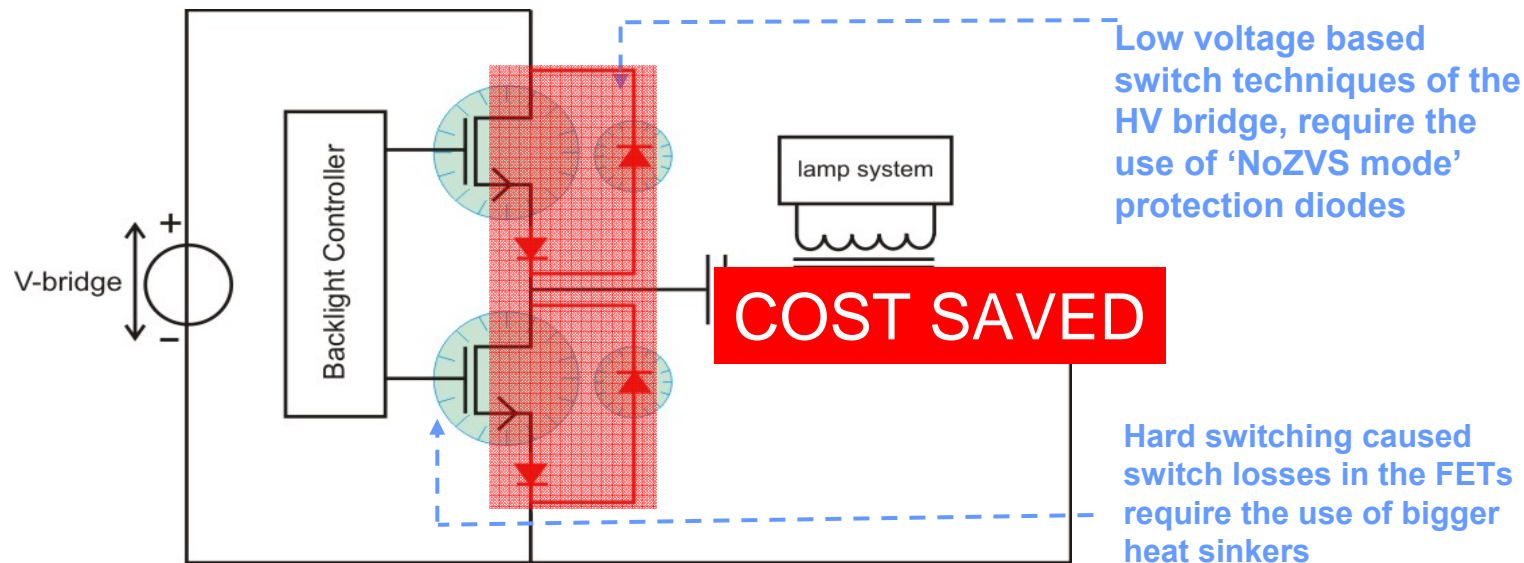 Low voltage based
switch techniques of the
HV bridge, require the
use of ‘NoZVS mode’
protection diodes
lamp system
Backlight Controller
+
V-bridge
−
COST SAVED
Hard switching caused
switch losses in the FETs
require the use of bigger
heat sinkers